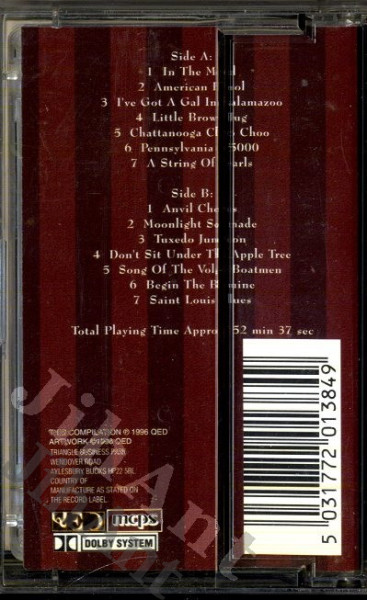 Side A:
1 In The Mood
2 American Patrol
3 I've Got A Gal In Kalamazoo
4 Little Brown Jug
5 Chattanooga Choo Choo
6 Pennsylvania 65000
7 A String Of Pearls
Side B:
1 Anvil Chorus
2 Moonlight Serenade
3 Tuxedo Junction
4 Don't Sit Under The Apple Tree
5 Song Of The Volga Boatmen
6 Begin The Beguine
7 Saint Louis Blues
Total Playing Time Approx 52 min 37 sec
THIS COMPILATION ℗ 1996 QED
ARTWORK © 1996 QED
TRIANGLE BUSINESS PARK
WENDOVER ROAD
AYLESBURY BUCKS HP22 5BL
COUNTRY OF
MANUFACTURE AS STATED ON
THE RECORD LABEL.
QED mcps
DOLBY SYSTEM
5 031772 013849